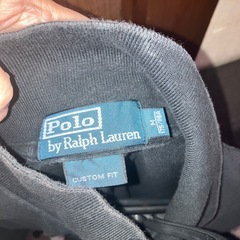 Polo
by Ralph Lauren
M
CUSTOM FIT